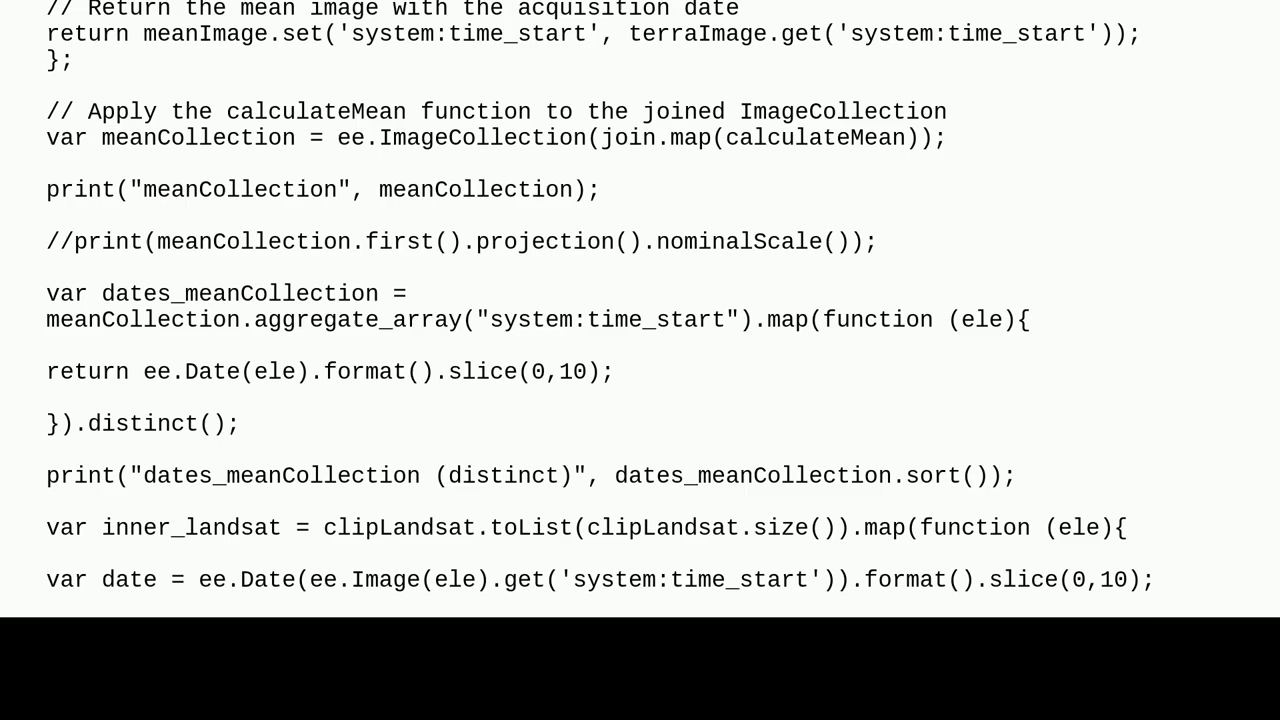 // Return the mean image with the acquisition date
return meanImage.set('system:time_start', terraImage.get('system:time_start'));
};
// Apply the calculateMean function to the joined ImageCollection
var meanCollection = ee.ImageCollection(join.map(calculateMean));
print("meanCollection", meanCollection);
//print(meanCollection.first().projection().nominalScale());
var dates_meanCollection =
meanCollection.aggregate_array("system:time_start").map(function (ele){
return ee.Date(ele).format().slice(0,10);
}).distinct();
print("dates_meanCollection (distinct)", dates_meanCollection.sort());
var inner_landsat = clipLandsat.toList(clipLandsat.size()).map(function (ele){
var date = ee.Date(ee.Image(ele).get('system:time_start')).format().slice(0,10);